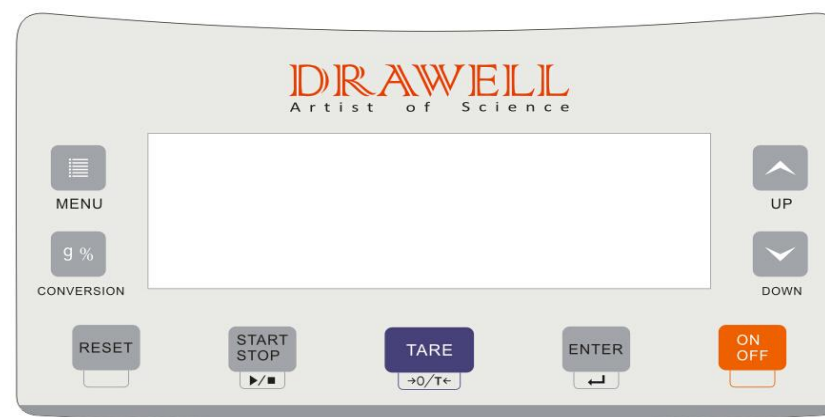 DRAWELL
Artist of Science
MENU
UP
g %
CONVERSION
DOWN
RESET
START
STOP
TARE
→0/T←
ENTER
ON
OFF